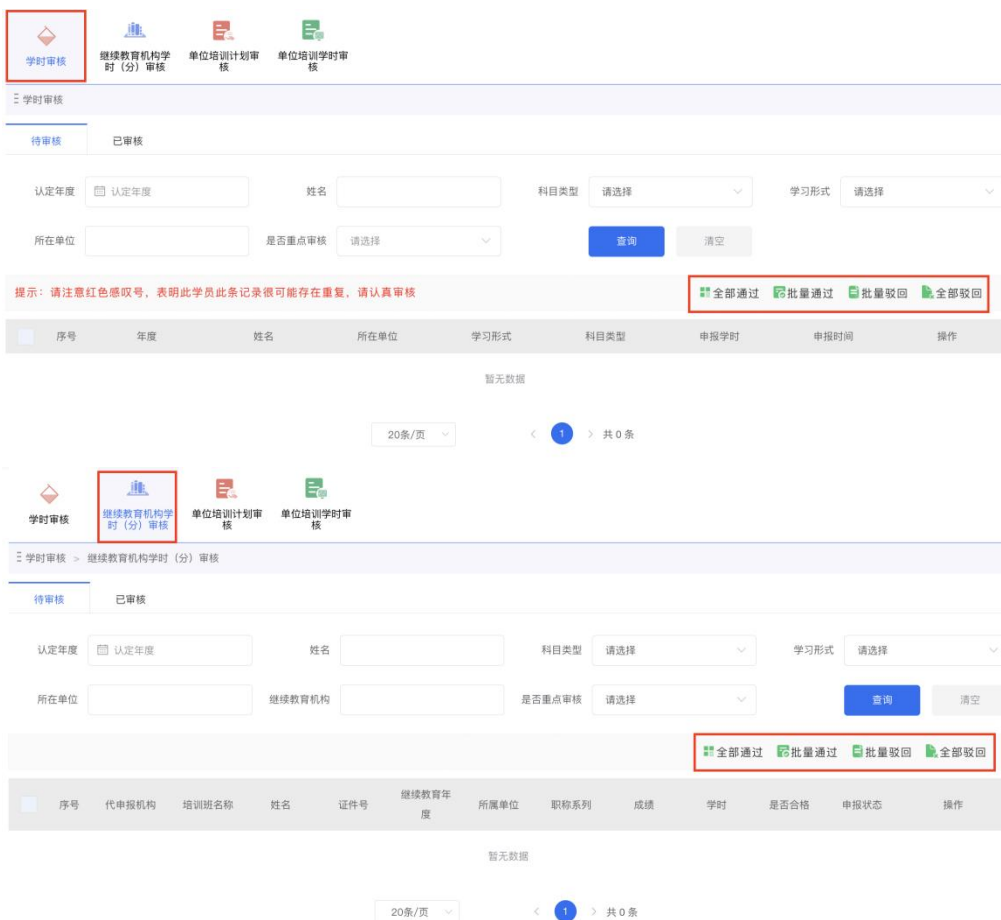 学时审核
继续教育机构学
时（分）审核
单位培训计划审
核
单位培训学时审
核
学时审核
待审核 已审核
认定年度 认定年度 姓名 科目类型 请选择 学习形式 请选择
所在单位 是否重点审核 请选择 查询 清空
提示：请注意红色感叹号，表明此学员此条记录很可能存在重复，请认真审核 全部通过 批量通过 批量驳回 全部驳回
序号 年度 姓名 所在单位 学习形式 科目类型 申报学时 申报时间 操作
暂无数据
20条/页 < 1 > 共 0 条
学时审核
继续教育机构学
时（分）审核
单位培训计划审
核
单位培训学时审
核
学时审核 > 继续教育机构学时（分）审核
待审核 已审核
认定年度 认定年度 姓名 科目类型 请选择 学习形式 请选择
所在单位 继续教育机构 是否重点审核 请选择 查询 清空
全部通过 批量通过 批量驳回 全部驳回
序号 代申报机构 培训班名称 姓名 证件号 继续教育年
度 所属单位 职称系列 成绩 学时 是否合格 申报状态 操作
暂无数据
20条/页 < 1 > 共 0 条